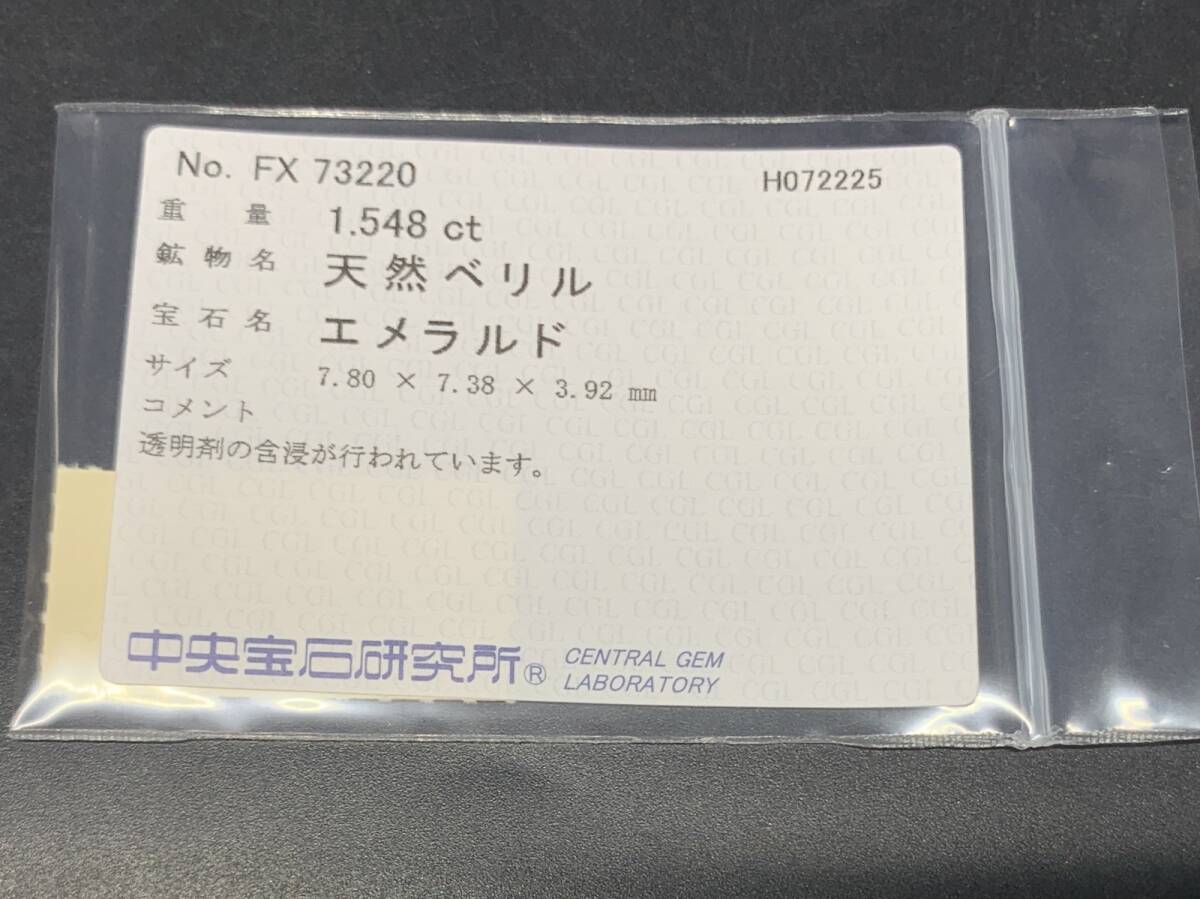 No. FX 73220 H072225
重量 1.548 ct
鉱物名 天然ベリル
宝石名 エメラルド
サイズ 7.80 × 7.38 × 3.92 mm
コメント
透明剤の含浸が行われています。
中央宝石研究所® CENTRAL GEM
LABORATORY